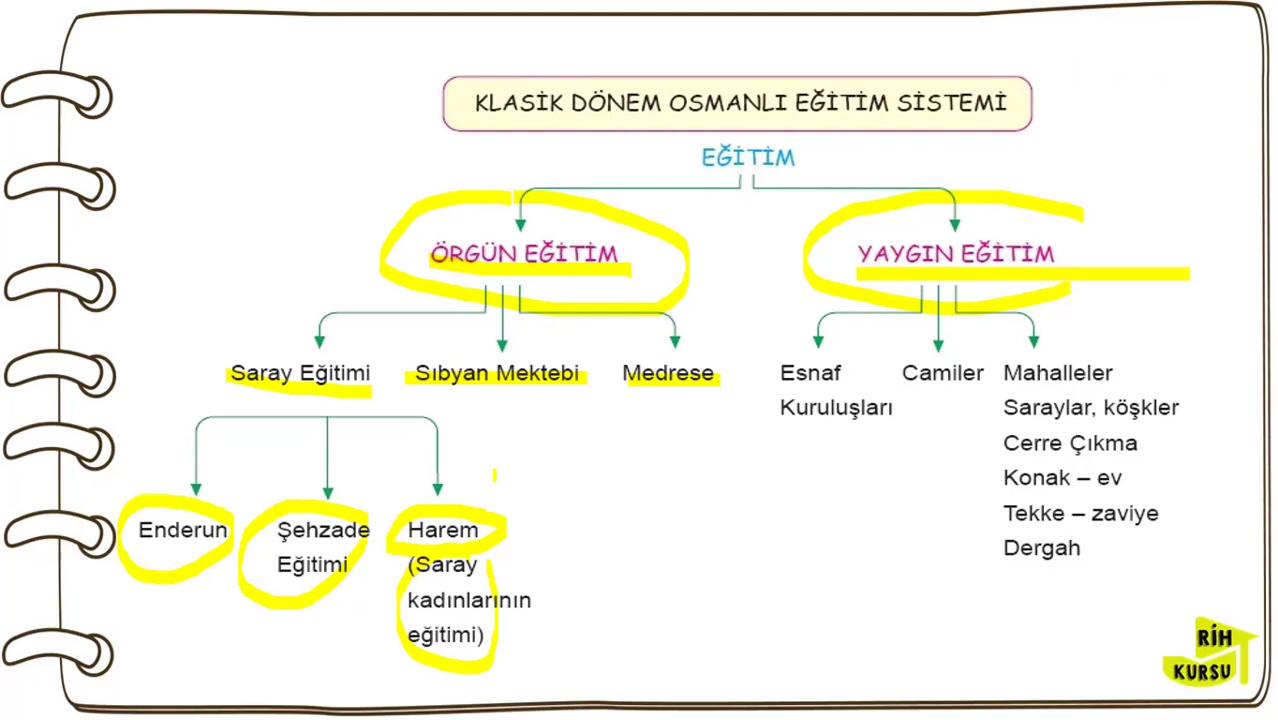 KLASİK DÖNEM OSMANLI EĞİTİM SİSTEMİ
EĞİTİM
ÖRGÜN EĞİTİM
YAYGIN EĞİTİM
Saray Eğitimi
Sıbyan Mektebi
Medrese
Esnaf
Kuruluşları
Camiler
Mahalleler
Saraylar, köşkler
Cerre Çıkma
Konak – ev
Tekke – zaviye
Dergah
Enderun
Şehzade
Eğitimi
Harem
(Saray
kadınlarının
eğitimi)
RİH
KURSU